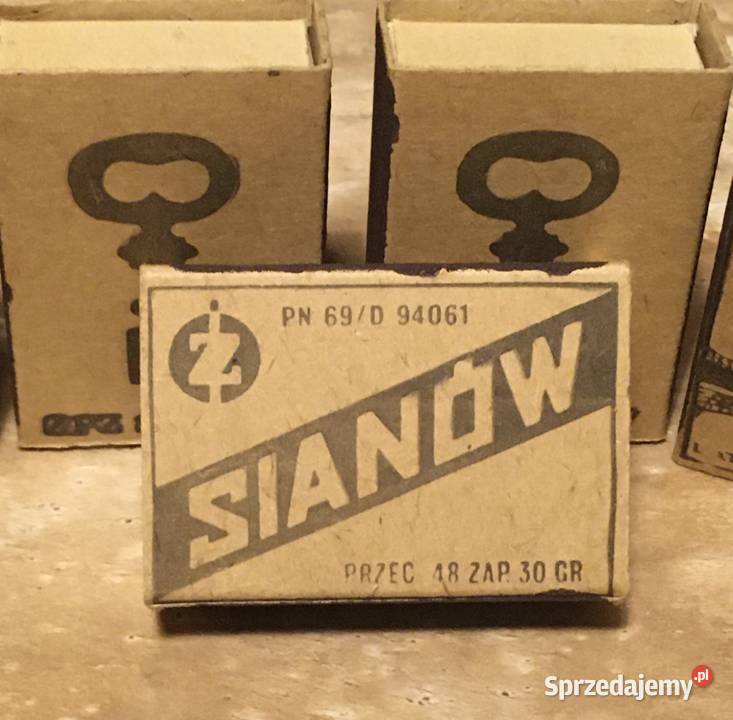 PN 69/D 94061
Ż
SIANÓW
PRZEC. 48 ZAP. 30 GR
Sprzedajemy.pl